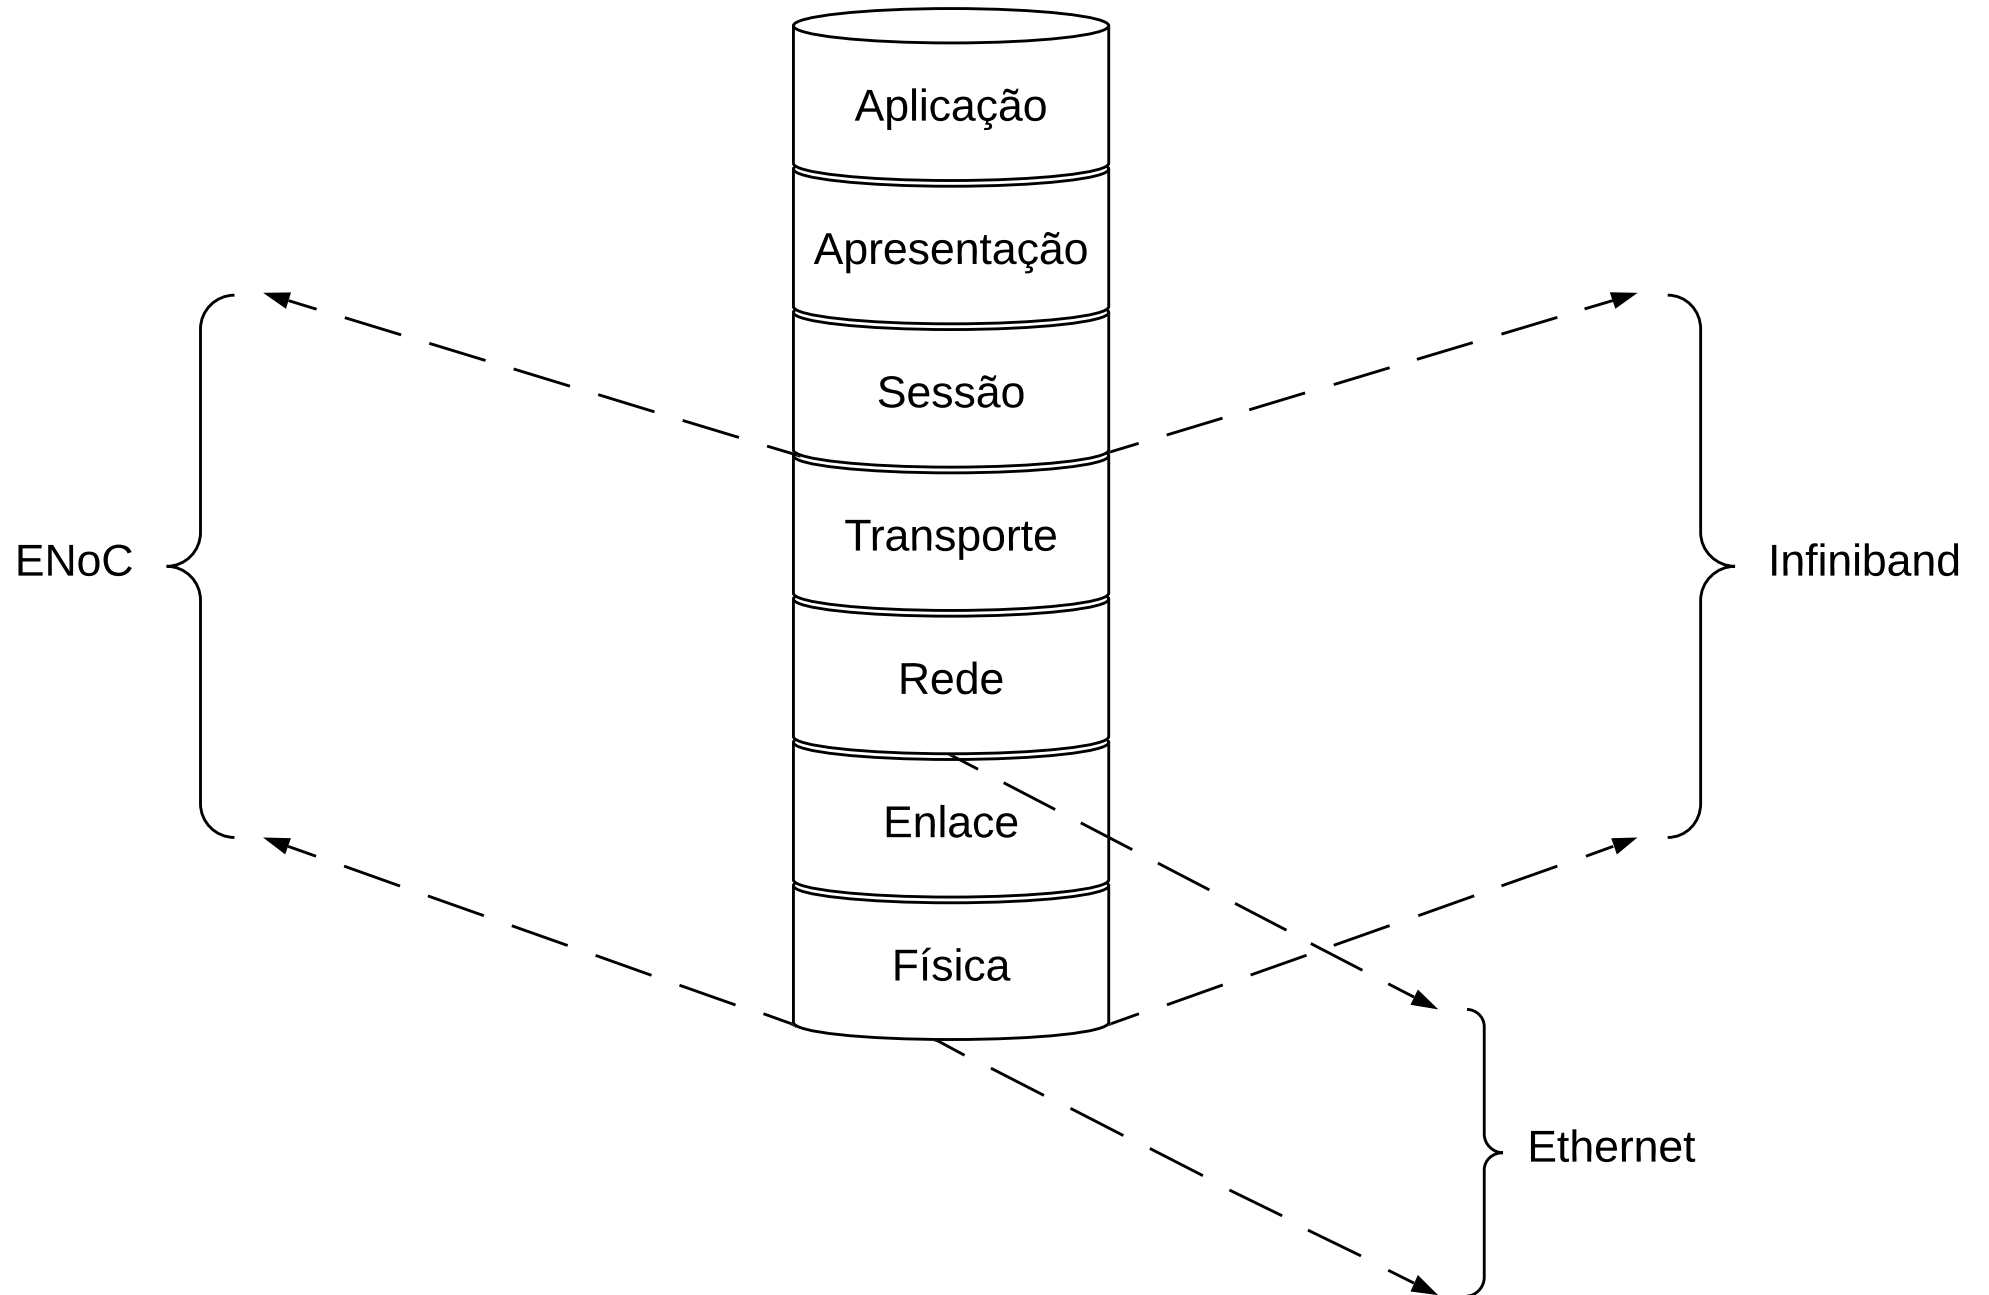 Aplicação
Apresentação
Sessão
Transporte
ENoC
Infiniband
Rede
Enlace
Física
Ethernet